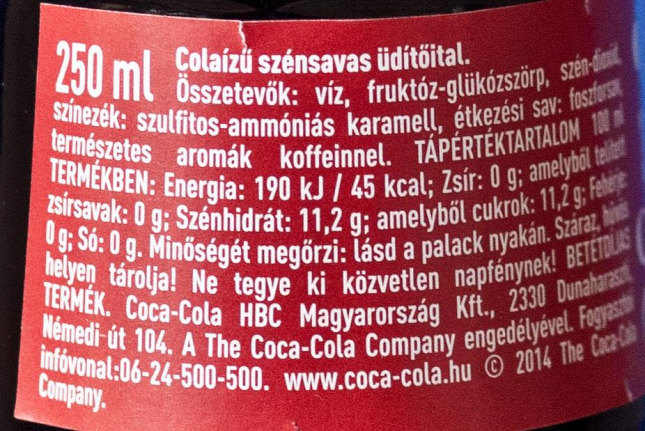 250 ml
Colaízű szénsavas üdítőital.
Összetevők: víz, fruktóz-glükózszörp, szén-dioxid,
színezék: szulfitos-ammóniás karamell, étkezési sav: foszforsav,
természetes aromák koffeinnel. TÁPÉRTÉKTARTALOM 100 ml
TERMÉKBEN: Energia: 190 kJ / 45 kcal; Zsír: 0 g; amelyből telített
zsírsavak: 0 g; Szénhidrát: 11,2 g; amelyből cukrok: 11,2 g; Fehérje:
0 g; Só: 0 g. Minőségét megőrzi: lásd a palack nyakán. Száraz, hűvös
helyen tárolja! Ne tegye ki közvetlen napfénynek! BETÉTDÍJAS
TERMÉK. Coca-Cola HBC Magyarország Kft., 2330 Dunaharaszti,
Némedi út 104. A The Coca-Cola Company engedélyével. Fogyasztói
infóvonal:06-24-500-500. www.coca-cola.hu © 2014 The Coca-Cola
Company.